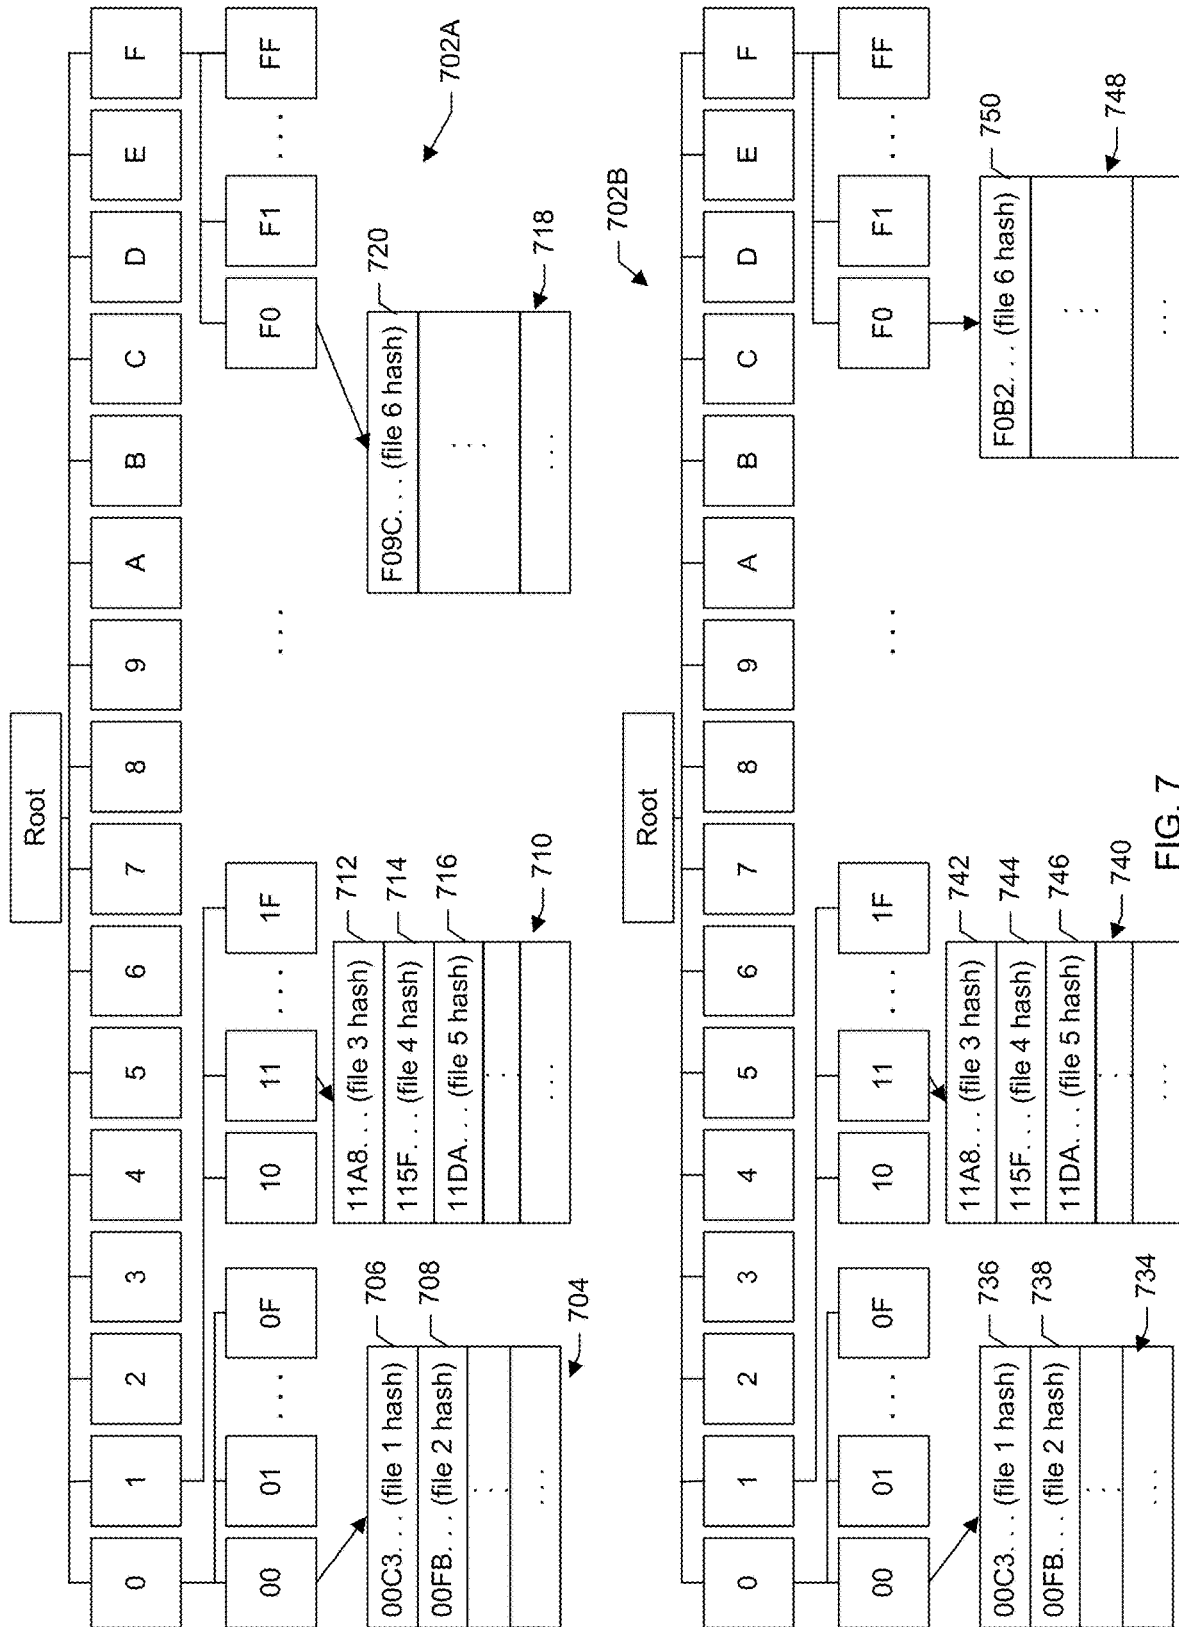 Root
0 1 2 3 4 5 6 7 8 9 A B C D E F
00 01 . . . 0F 10 11 . . . 1F . . . F0 F1 . . . FF
702A
00C3. . . (file 1 hash) 706
00FB. . . (file 2 hash) 708
. . .
. . .
704
11A8. . . (file 3 hash) 712
115F. . . (file 4 hash) 714
11DA. . . (file 5 hash) 716
. . .
. . .
710
F09C. . . (file 6 hash) 720
. . .
. . .
718
702B
Root
0 1 2 3 4 5 6 7 8 9 A B C D E F
00 01 . . . 0F 10 11 . . . 1F . . . F0 F1 . . . FF
00C3. . . (file 1 hash) 736
00FB. . . (file 2 hash) 738
. . .
. . .
734
11A8. . . (file 3 hash) 742
115F. . . (file 4 hash) 744
11DA. . . (file 5 hash) 746
. . .
. . .
740
F0B2. . . (file 6 hash) 750
. . .
. . .
748
FIG. 7